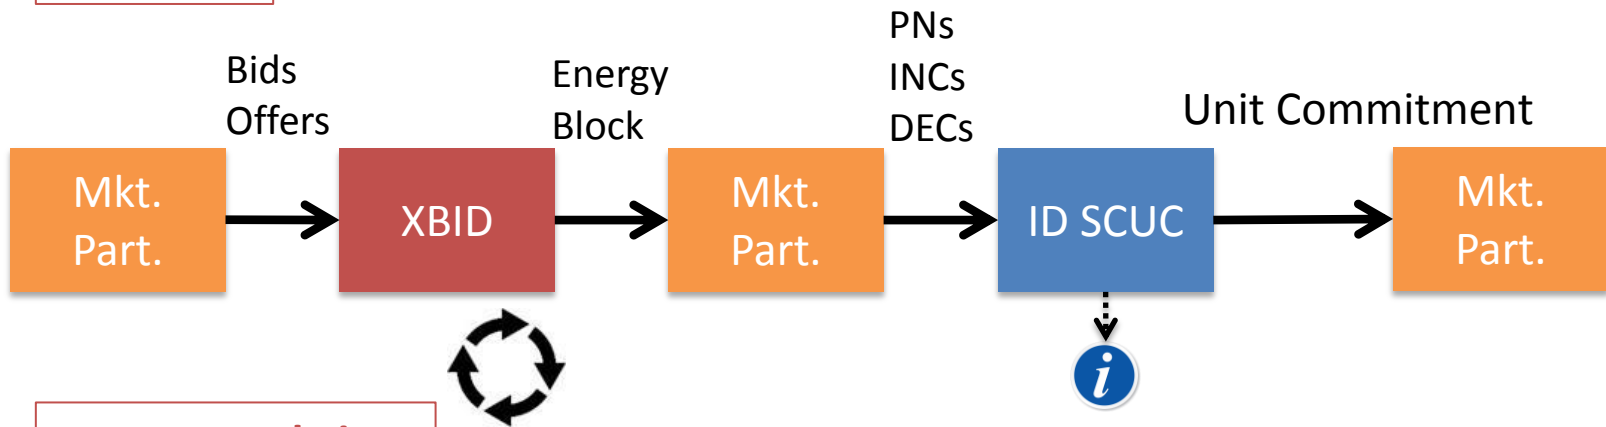 PNs
INCs
DECs
Bids
Offers
Energy
Block
Unit Commitment
Mkt.
Part.
XBID
Mkt.
Part.
ID SCUC
Mkt.
Part.
i